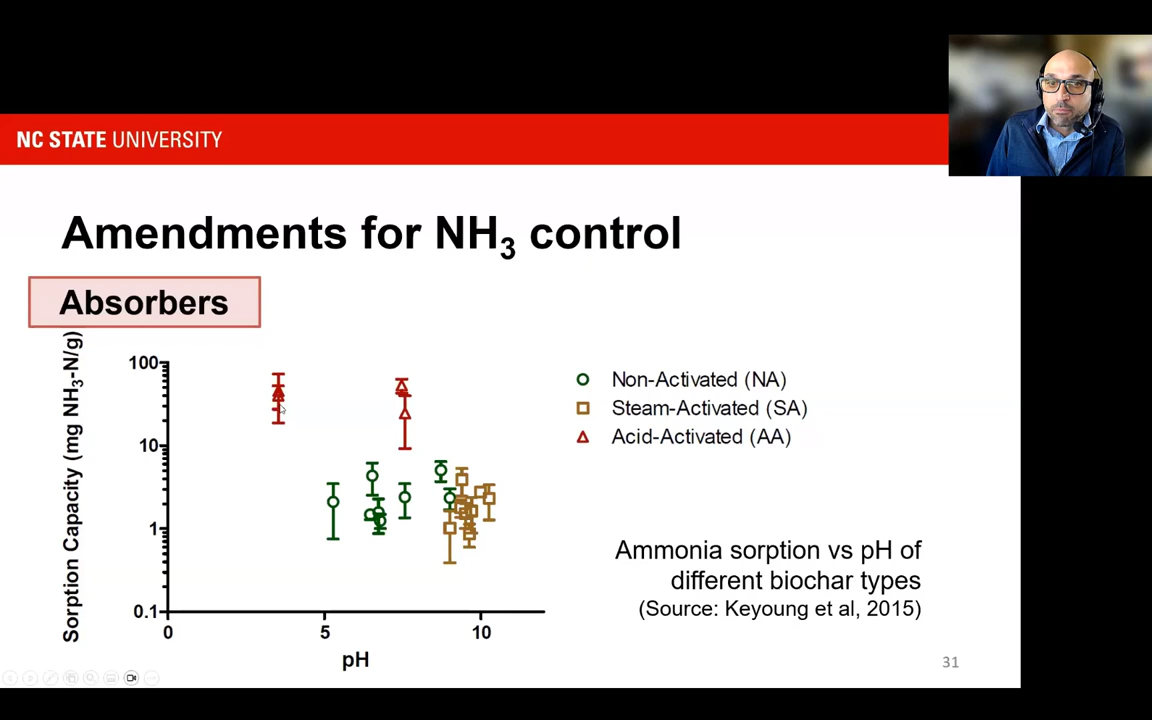 NC STATE UNIVERSITY
Amendments for NH₃ control
Absorbers
Sorption Capacity (mg NH₃-N/g)
100
10
1
0.1
0
5
10
pH
Non-Activated (NA)
Steam-Activated (SA)
Acid-Activated (AA)
Ammonia sorption vs pH of
different biochar types
(Source: Keyoung et al, 2015)
31